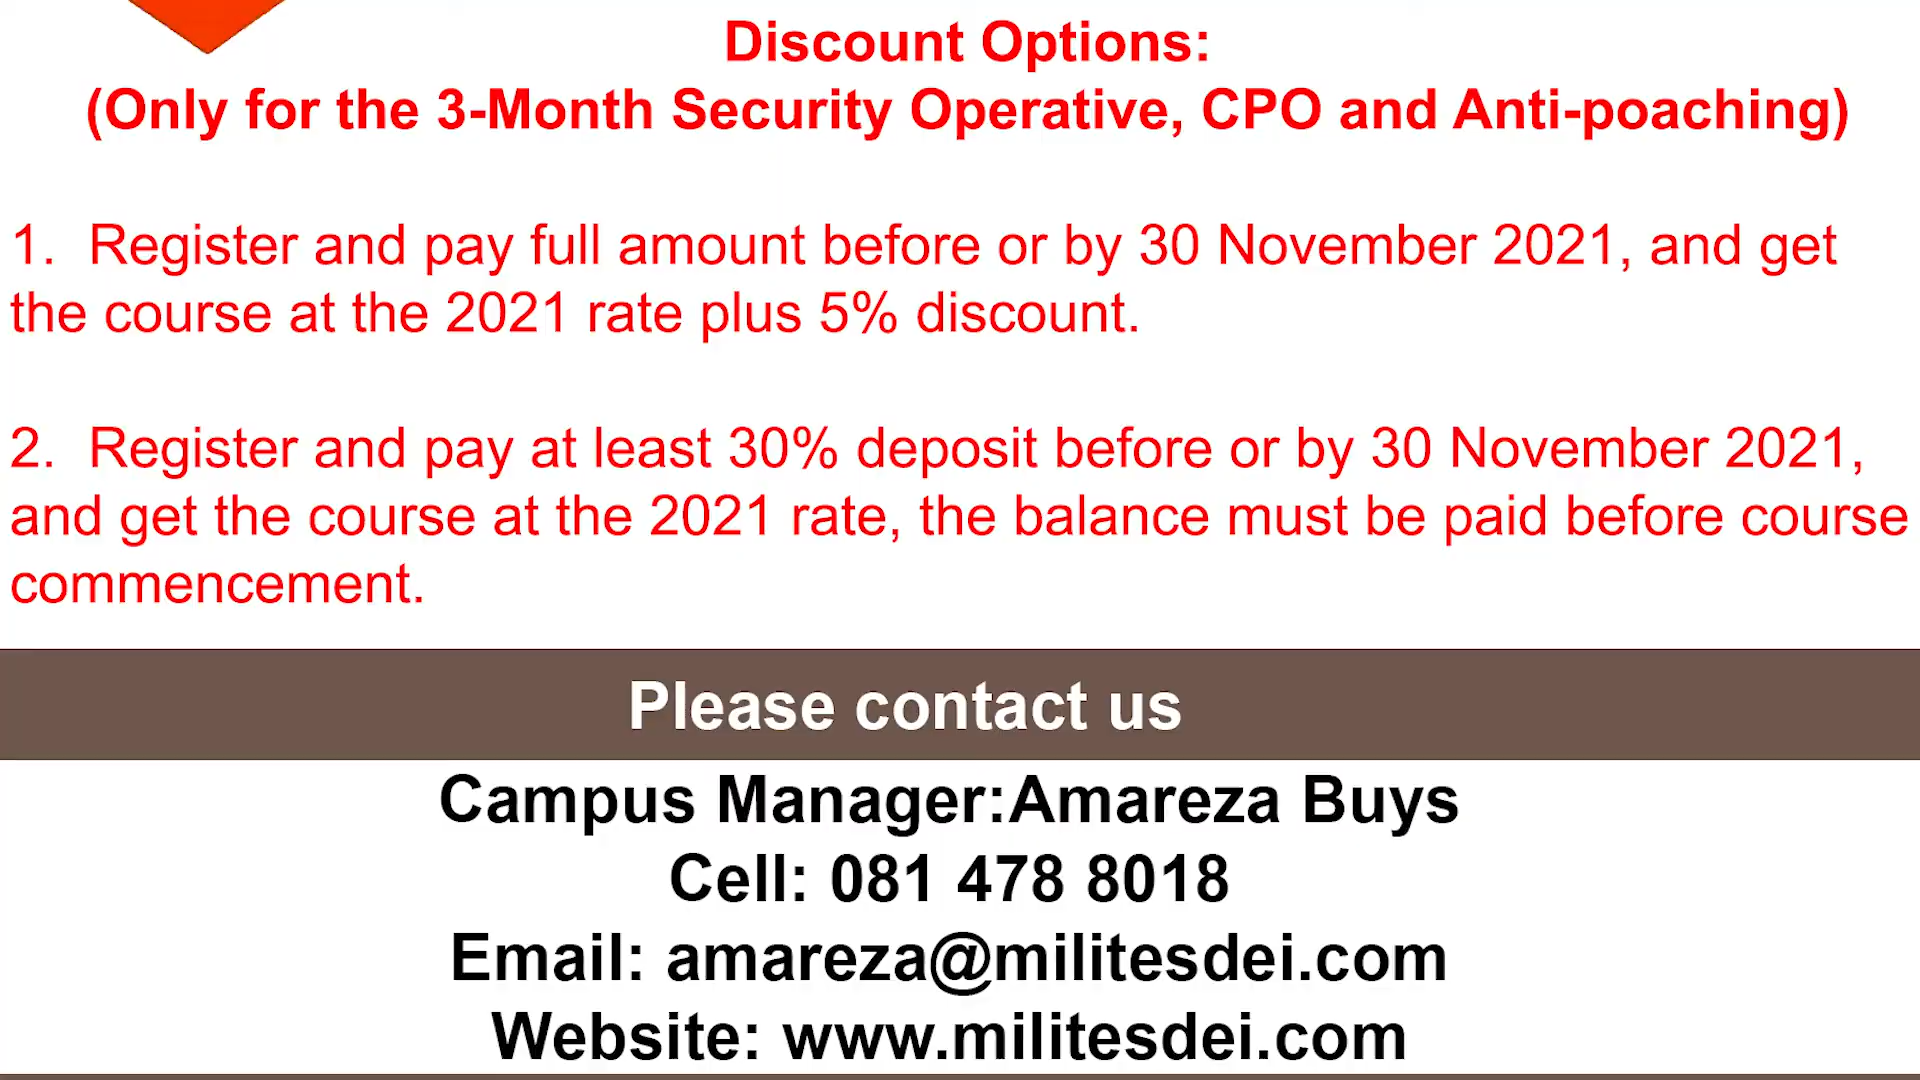 Discount Options:
(Only for the 3-Month Security Operative, CPO and Anti-poaching)
1. Register and pay full amount before or by 30 November 2021, and get
the course at the 2021 rate plus 5% discount.
2. Register and pay at least 30% deposit before or by 30 November 2021,
and get the course at the 2021 rate, the balance must be paid before course
commencement.
Please contact us
Campus Manager:Amareza Buys
Cell: 081 478 8018
Email: amareza@militesdei.com
Website: www.militesdei.com